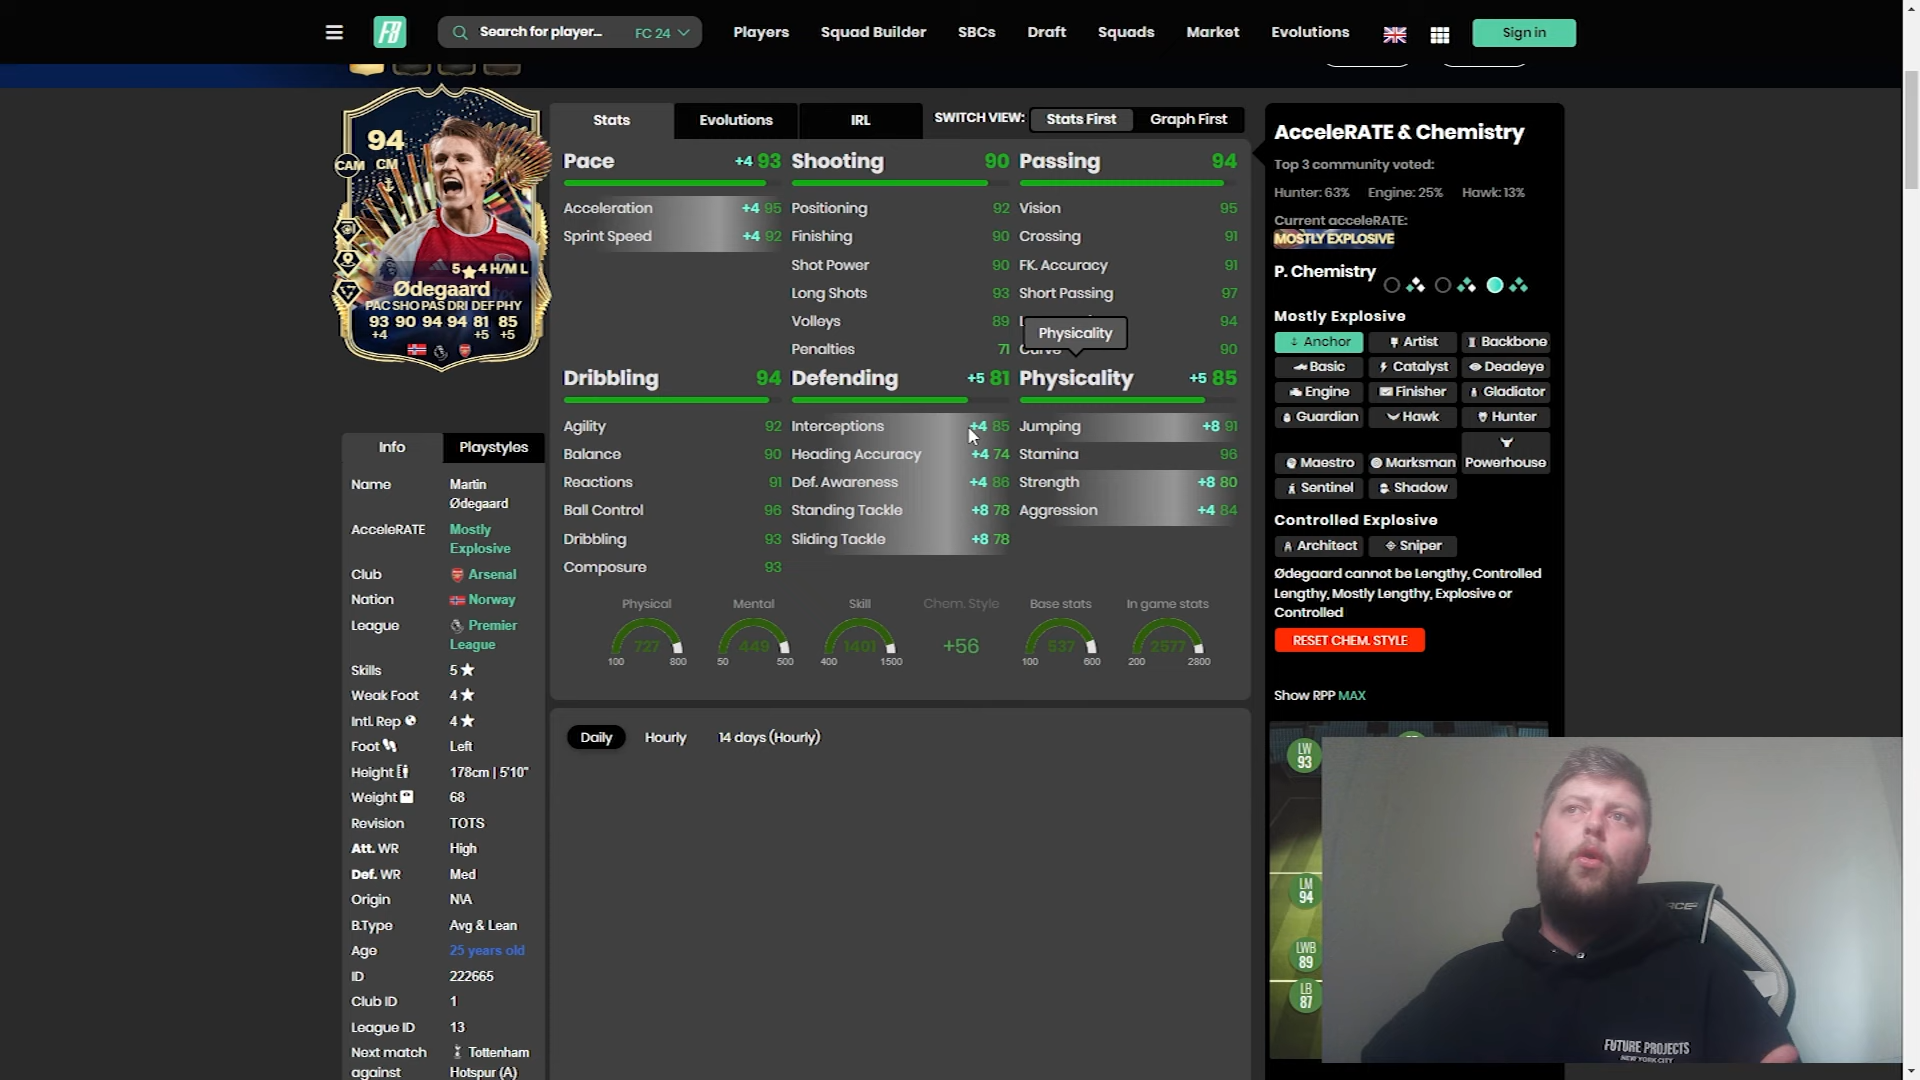 FB
Search for player...
FC 24
Players
Squad Builder
SBCs
Draft
Squads
Market
Evolutions
Sign in
94
CAM
CM
5★ 4 H/M L
Ødegaard
PAC SHO PAS DRI DEF PHY
93 90 94 94 81 85
+4 +5 +5
Stats
Evolutions
IRL
SWITCH VIEW:
Stats First
Graph First
Pace +4 93
Acceleration +4 95
Sprint Speed +4 92
Shooting 90
Positioning 92
Finishing 90
Shot Power 90
Long Shots 93
Volleys 89
Penalties 71
Passing 94
Vision 95
Crossing 91
FK. Accuracy 91
Short Passing 97
94
Curve 90
Physicality
Dribbling 94
Agility 92
Balance 90
Reactions 91
Ball Control 96
Dribbling 93
Composure 93
Defending +5 81
Interceptions +4 85
Heading Accuracy +4 74
Def. Awareness +4 86
Standing Tackle +8 78
Sliding Tackle +8 78
Physicality +5 85
Jumping +8 91
Stamina 96
Strength +8 80
Aggression +4 84
Physical
727
100 800
Mental
449
50 500
Skill
1401
400 1500
Chem. Style
+56
Base stats
537
100 600
In game stats
2577
200 2800
Daily
Hourly
14 days (Hourly)
Info
Playstyles
Name Martin
Ødegaard
AcceleRATE Mostly
Explosive
Club Arsenal
Nation Norway
League Premier
League
Skills 5 ★
Weak Foot 4 ★
Intl. Rep 4 ★
Foot Left
Height 178cm | 5'10"
Weight 68
Revision TOTS
Att. WR High
Def. WR Med
Origin N\A
B.Type Avg & Lean
Age 25 years old
ID 222665
Club ID 1
League ID 13
Next match Tottenham
against Hotspur (A)
AcceleRATE & Chemistry
Top 3 community voted:
Hunter: 63% Engine: 25% Hawk: 13%
Current acceleRATE:
MOSTLY EXPLOSIVE
P. Chemistry
Mostly Explosive
Anchor Artist Backbone
Basic Catalyst Deadeye
Engine Finisher Gladiator
Guardian Hawk Hunter
Maestro Marksman Powerhouse
Sentinel Shadow
Controlled Explosive
Architect Sniper
Ødegaard cannot be Lengthy, Controlled
Lengthy, Mostly Lengthy, Explosive or
Controlled
RESET CHEM. STYLE
Show RPP MAX
LW
93
LM
94
LWB
89
LB
87
FUTURE PROJECTS
NEW YORK CITY